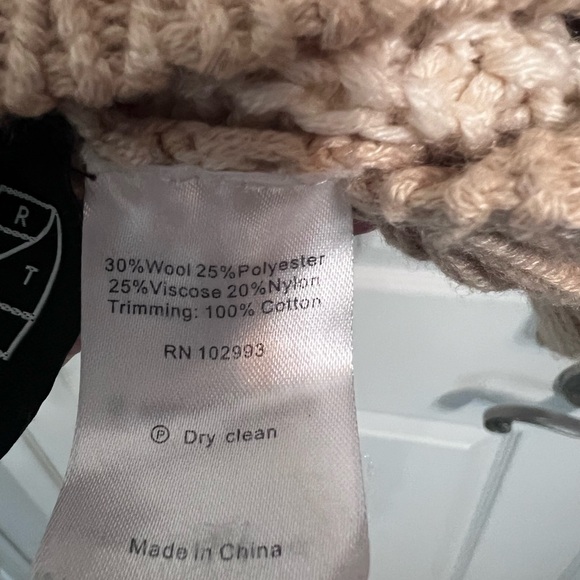 R
T
30%Wool 25%Polyester
25%Viscose 20%Nylon
Trimming: 100% Cotton
RN 102993
Ⓟ Dry clean
Made in China